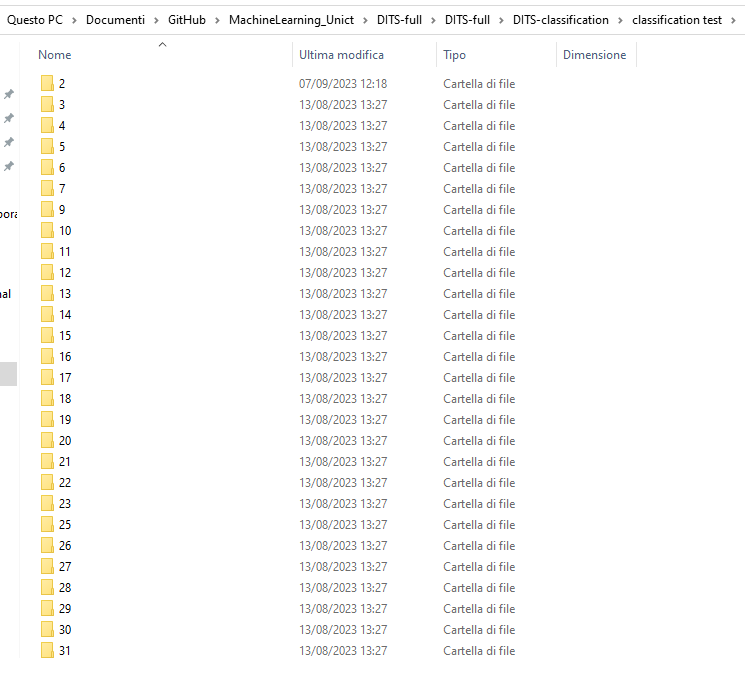 Questo PC > Documenti > GitHub > MachineLearning_Unict > DITS-full > DITS-full > DITS-classification > classification test >
Nome Ultima modifica Tipo Dimensione
2 07/09/2023 12:18 Cartella di file
3 13/08/2023 13:27 Cartella di file
4 13/08/2023 13:27 Cartella di file
5 13/08/2023 13:27 Cartella di file
6 13/08/2023 13:27 Cartella di file
7 13/08/2023 13:27 Cartella di file
9 13/08/2023 13:27 Cartella di file
10 13/08/2023 13:27 Cartella di file
11 13/08/2023 13:27 Cartella di file
12 13/08/2023 13:27 Cartella di file
13 13/08/2023 13:27 Cartella di file
14 13/08/2023 13:27 Cartella di file
15 13/08/2023 13:27 Cartella di file
16 13/08/2023 13:27 Cartella di file
17 13/08/2023 13:27 Cartella di file
18 13/08/2023 13:27 Cartella di file
19 13/08/2023 13:27 Cartella di file
20 13/08/2023 13:27 Cartella di file
21 13/08/2023 13:27 Cartella di file
22 13/08/2023 13:27 Cartella di file
23 13/08/2023 13:27 Cartella di file
25 13/08/2023 13:27 Cartella di file
26 13/08/2023 13:27 Cartella di file
27 13/08/2023 13:27 Cartella di file
28 13/08/2023 13:27 Cartella di file
29 13/08/2023 13:27 Cartella di file
30 13/08/2023 13:27 Cartella di file
31 13/08/2023 13:27 Cartella di file